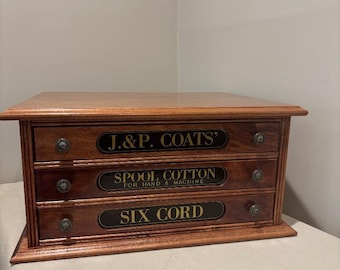 J.&P. COATS'
SPOOL COTTON
FOR HAND & MACHINE
SIX CORD